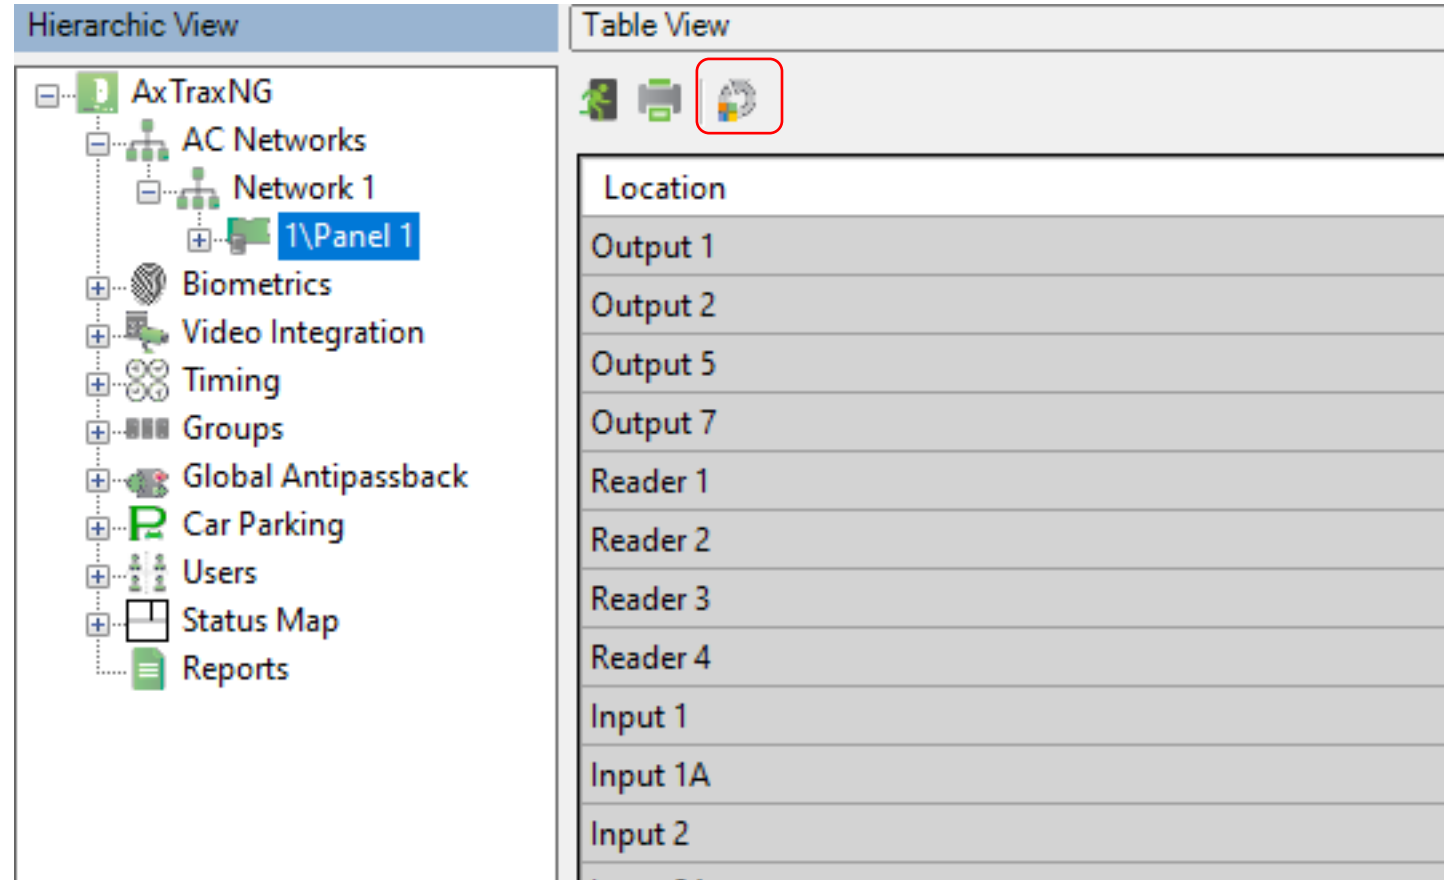 Hierarchic View
AxTraxNG
AC Networks
Network 1
1\Panel 1
Biometrics
Video Integration
Timing
Groups
Global Antipassback
Car Parking
Users
Status Map
Reports
Table View
Location
Output 1
Output 2
Output 5
Output 7
Reader 1
Reader 2
Reader 3
Reader 4
Input 1
Input 1A
Input 2